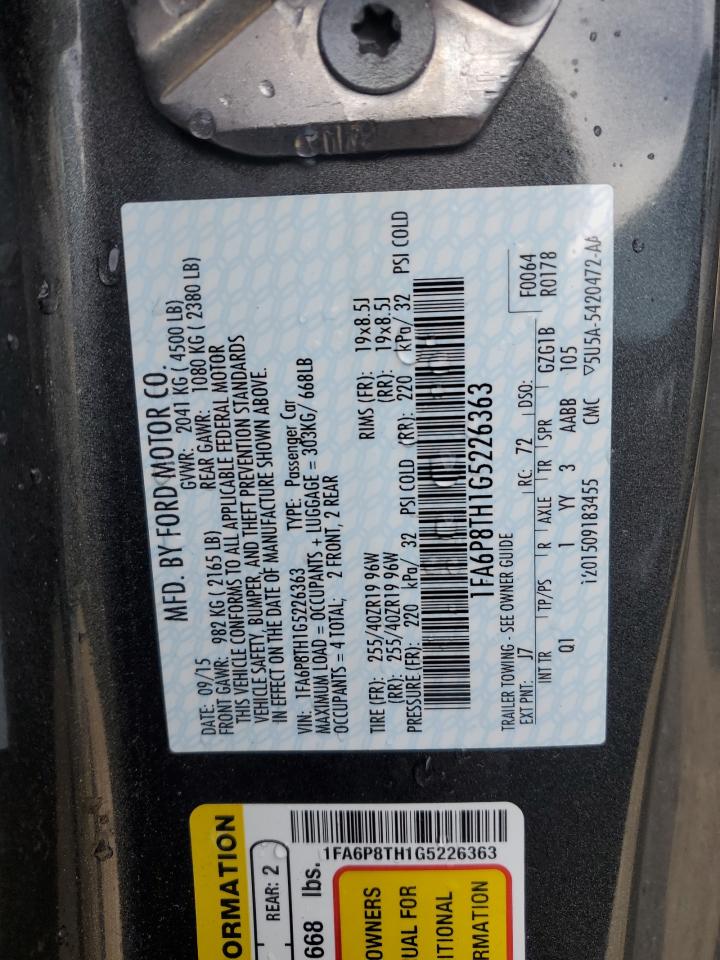 MFD. BY FORD MOTOR CO.
DATE: 09/15 GVWR: 2041 KG ( 4500 LB)
FRONT GAWR: 982 KG ( 2165 LB) REAR GAWR: 1080 KG ( 2380 LB)
THIS VEHICLE CONFORMS TO ALL APPLICABLE FEDERAL MOTOR
VEHICLE SAFETY, BUMPER, AND THEFT PREVENTION STANDARDS
IN EFFECT ON THE DATE OF MANUFACTURE SHOWN ABOVE.
VIN: 1FA6P8TH1G5226363 TYPE: Passenger Car
MAXIMUM LOAD = OCCUPANTS + LUGGAGE = 303KG/ 668LB
OCCUPANTS = 4 TOTAL; 2 FRONT, 2 REAR
TIRE (FR): 255/40ZR19 96W RIMS (FR): 19x8.5J
(RR): 255/40ZR19 96W (RR): 19x8.5J
PRESSURE (FR): 220 kPa/ 32 PSI COLD (RR): 220 kPa/ 32 PSI COLD
1FA6P8TH1G5226363
TRAILER TOWING - SEE OWNER GUIDE F0064
EXT PNT: J7 RC: 72 DSO: R0178
INT TR TP/PS R AXLE TR SPR GZG1B
Q1 1 YY 3 AABB 105
1201509183455 CMC ▽5U5A-5420472-AA
ORMATION
REAR: 2
668 lbs.
1FA6P8TH1G5226363
OWNERS
UAL FOR
ITIONAL
RMATION